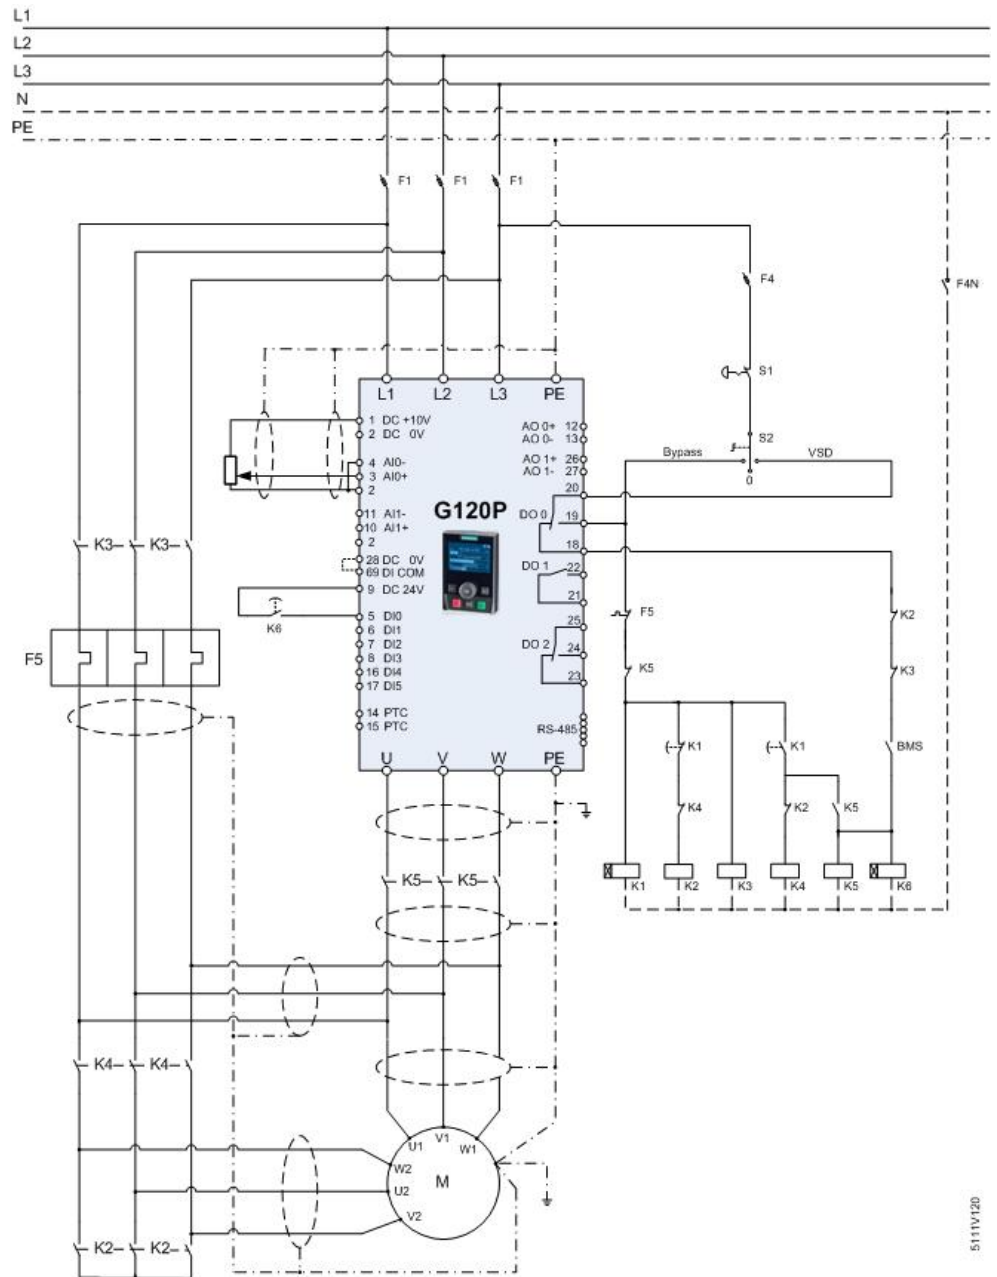 L1
L2
L3
N
PE
F1 F1 F1
F4 F4N
S1
L1 L2 L3 PE
1 DC +10V
2 DC 0V
AO 0+ 12
AO 0- 13
S2
4 AI0-
3 AI0+
2
AO 1+ 26
AO 1- 27
Bypass VSD
0
20
11 AI1-
10 AI1+
2
G120P
DO 0 19
18
K3 K3
28 DC 0V
69 DI COM
9 DC 24V
DO 1 22
21
K6
5 DI0
6 DI1
7 DI2
8 DI3
16 DI4
17 DI5
25
DO 2 24
23
F5 K2
F5
K5 K3
14 PTC
15 PTC
RS-485
K1 K1 BMS
U V W PE
K4 K2 K5
K5 K5
K1 K2 K3 K4 K5 K6
K4 K4
U1 V1 W1
W2
U2 M
V2
K2 K2
5111V120